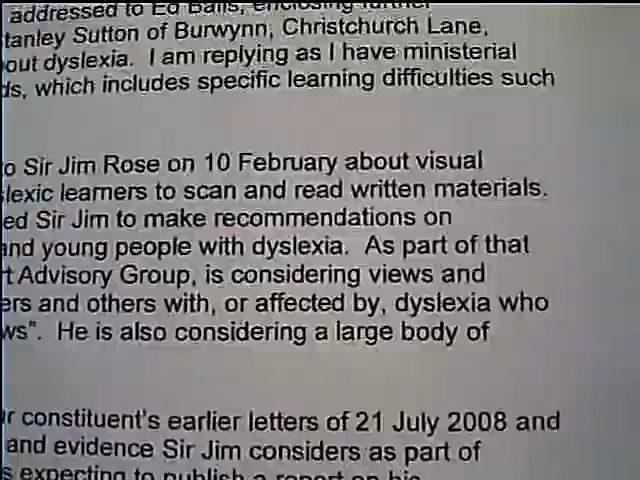 addressed to Ed Balls, enclosing further
tanley Sutton of Burwynn, Christchurch Lane,
out dyslexia. I am replying as I have ministerial
ds, which includes specific learning difficulties such
o Sir Jim Rose on 10 February about visual
lexic learners to scan and read written materials.
ed Sir Jim to make recommendations on
and young people with dyslexia. As part of that
t Advisory Group, is considering views and
ers and others with, or affected by, dyslexia who
ws". He is also considering a large body of
r constituent's earlier letters of 21 July 2008 and
and evidence Sir Jim considers as part of
s expecting to publish a report on his